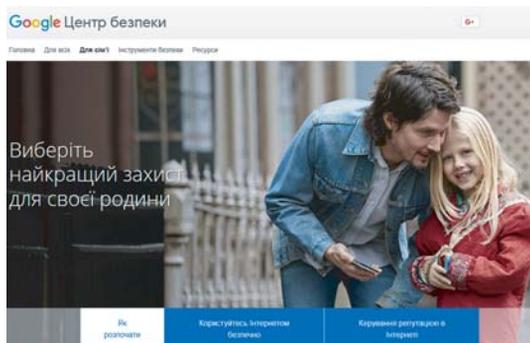 Google Центр безпеки
G+
Головна Для всіх Для сім'ї Інструменти безпеки Ресурси
Виберіть
найкращий захист
для своєї родини
Як
розпочати
Користуйтесь Інтернетом
безпечно
Керування репутацією в
Інтернеті